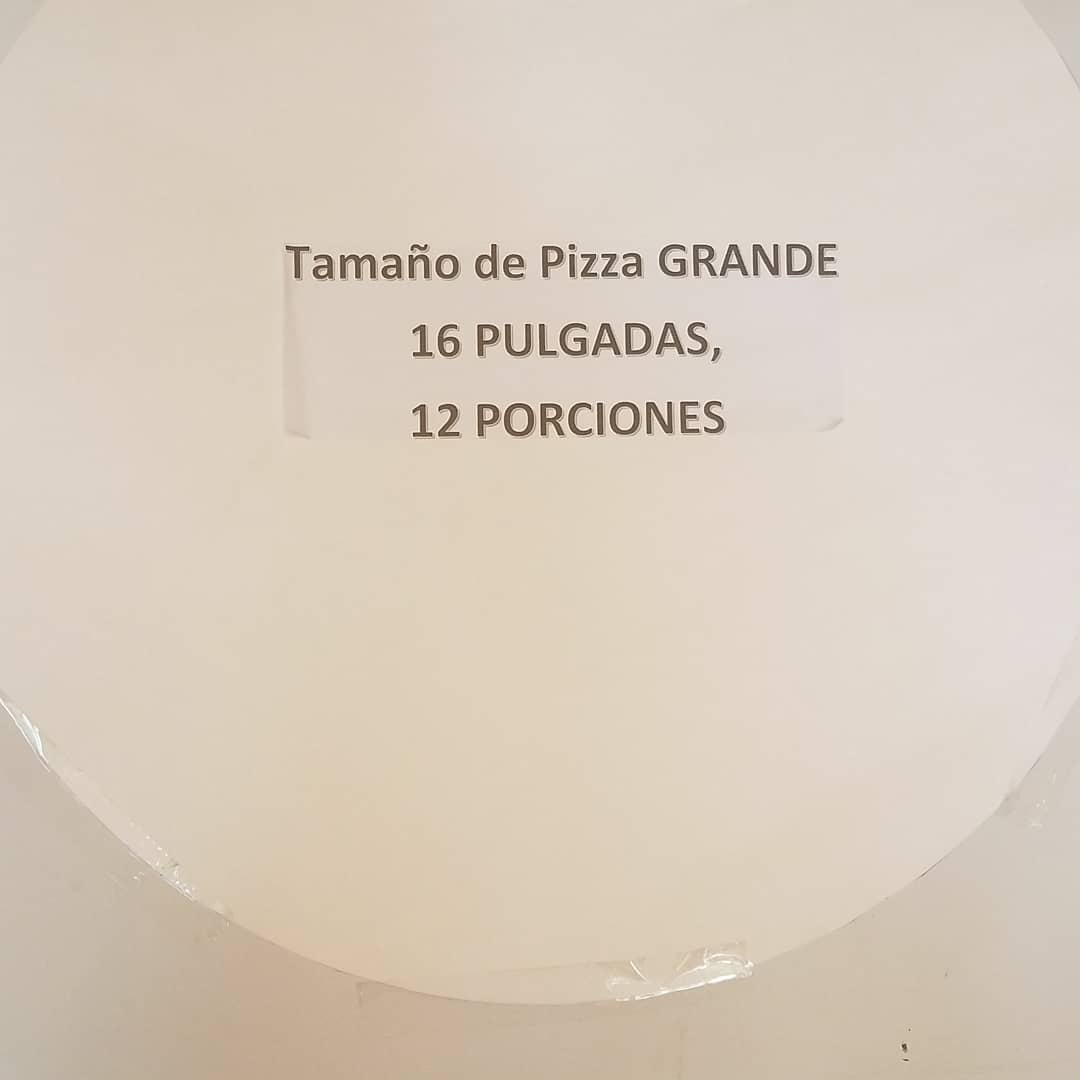 Tamaño de Pizza GRANDE
16 PULGADAS,
12 PORCIONES